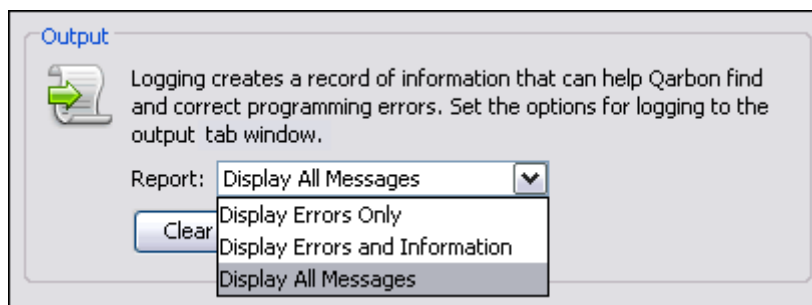 Output
Logging creates a record of information that can help Qarbon find
and correct programming errors. Set the options for logging to the
output tab window.
Report: Display All Messages
Clear
Display Errors Only
Display Errors and Information
Display All Messages